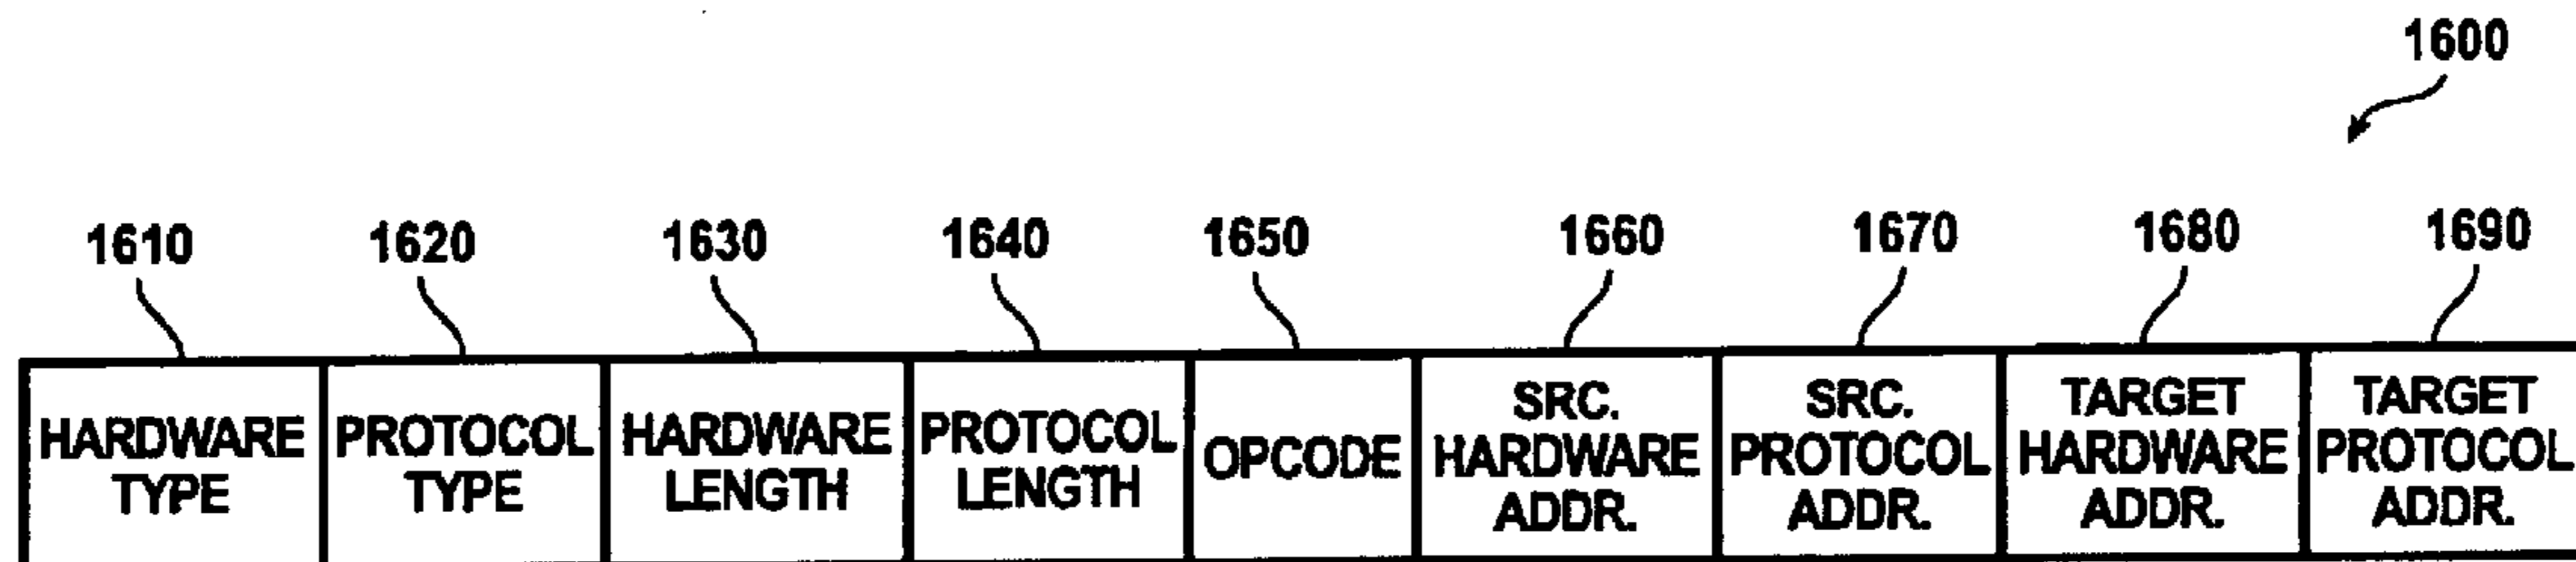 1600
1610 1620 1630 1640 1650 1660 1670 1680 1690
HARDWARE
TYPE
PROTOCOL
TYPE
HARDWARE
LENGTH
PROTOCOL
LENGTH
OPCODE
SRC.
HARDWARE
ADDR.
SRC.
PROTOCOL
ADDR.
TARGET
HARDWARE
ADDR.
TARGET
PROTOCOL
ADDR.